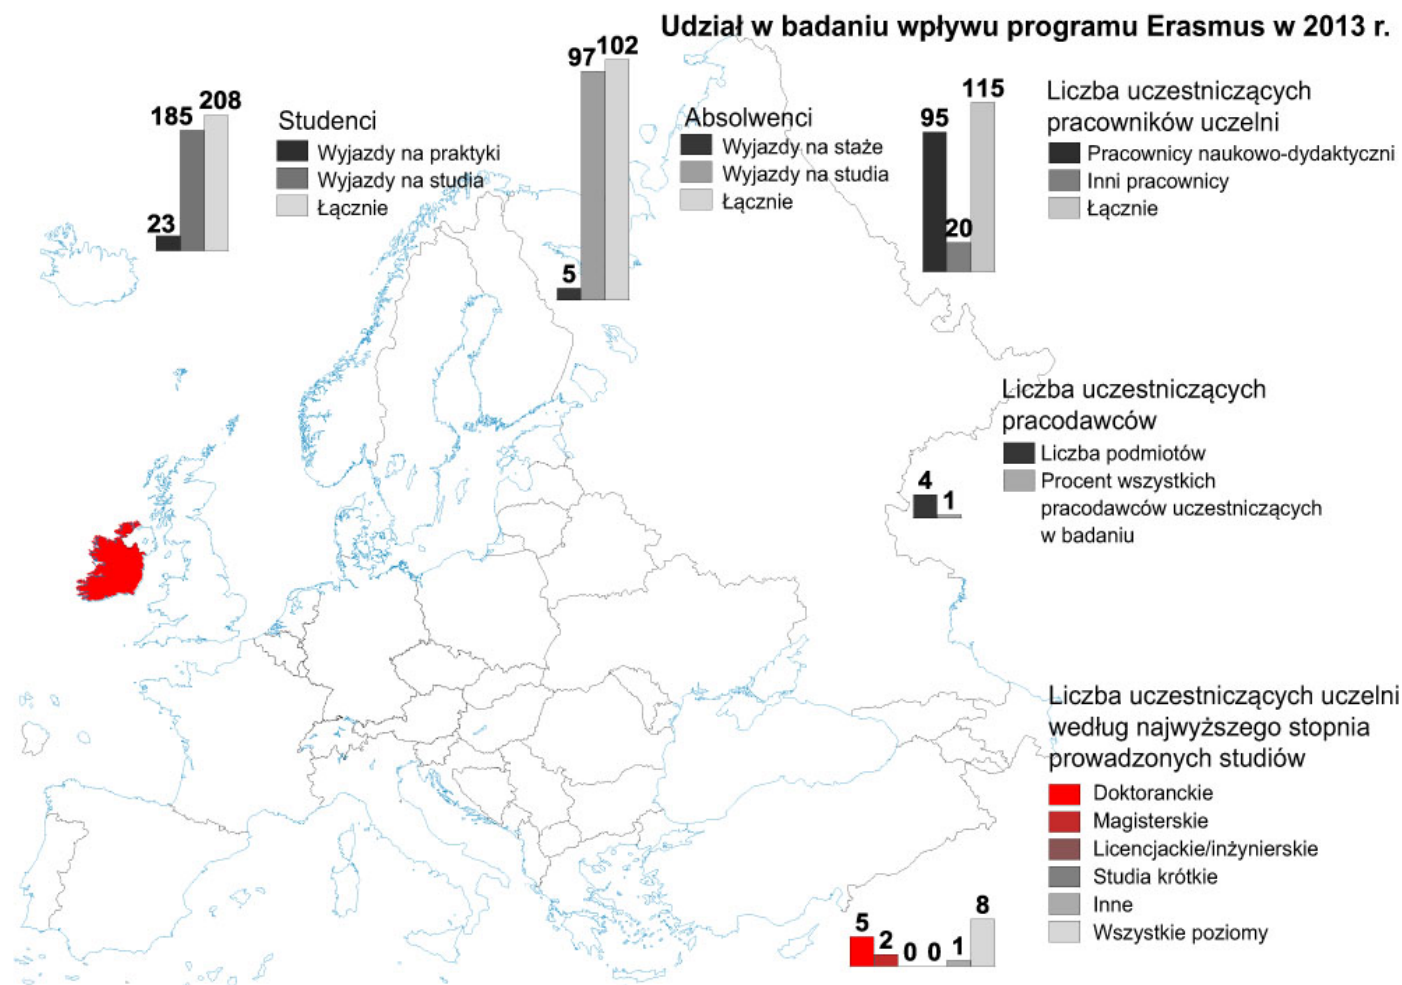 Udział w badaniu wpływu programu Erasmus w 2013 r.
185
208
23
Studenci
Wyjazdy na praktyki
Wyjazdy na studia
Łącznie
97
102
5
Absolwenci
Wyjazdy na staże
Wyjazdy na studia
Łącznie
95
115
20
Liczba uczestniczących
pracowników uczelni
Pracownicy naukowo-dydaktyczni
Inni pracownicy
Łącznie
Liczba uczestniczących
pracodawców
Liczba podmiotów
Procent wszystkich
pracodawców uczestniczących
w badaniu
4
1
Liczba uczestniczących uczelni
według najwyższego stopnia
prowadzonych studiów
Doktoranckie
Magisterskie
Licencjackie/inżynierskie
Studia krótkie
Inne
Wszystkie poziomy
5
2
0
0
1
8